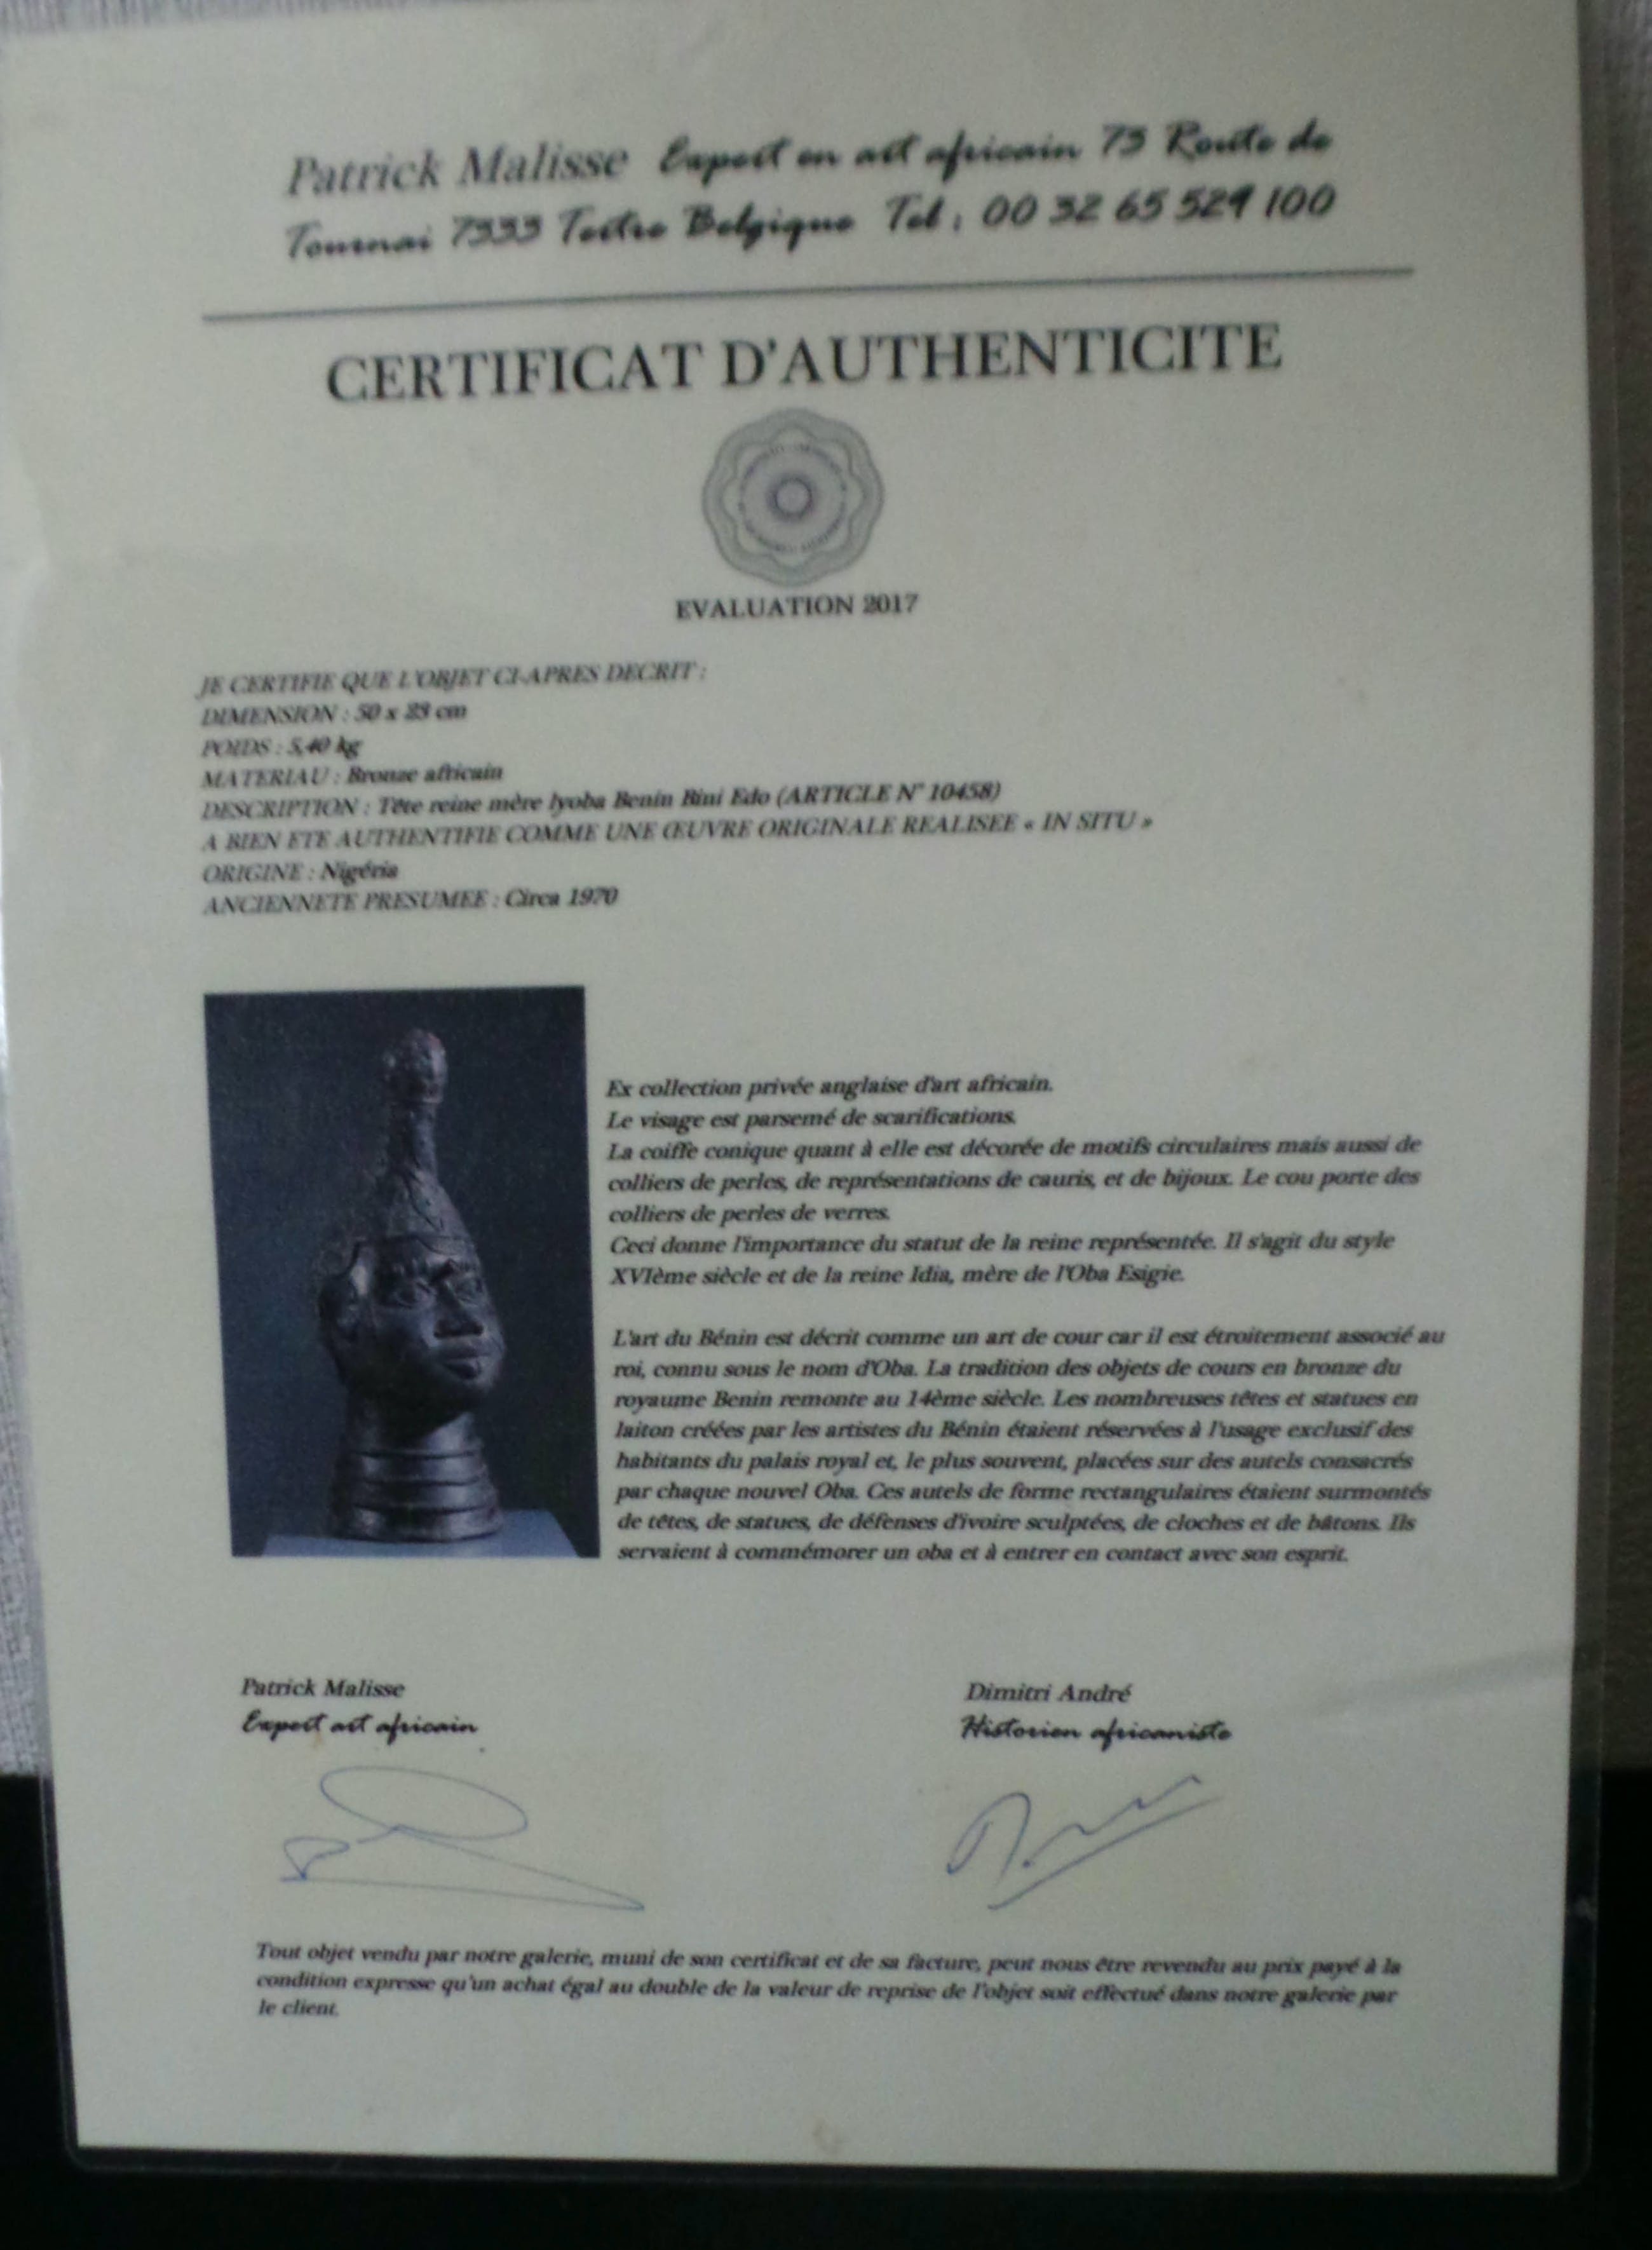 Patrick Malisse Expert en art africain 73 Route de
Tournai 7333 Tertre Belgique Tel : 00 32 65 529 100
CERTIFICAT D'AUTHENTICITE
EVALUATION 2017
JE CERTIFIE QUE L'OBJET CI-APRES DECRIT :
DIMENSION : 50 x 23 cm
POIDS : 5,40 kg
MATERIAU : Bronze africain
DESCRIPTION : Tête reine mère Iyoba Benin Bini Edo (ARTICLE N° 10458)
A BIEN ETE AUTHENTIFIE COMME UNE ŒUVRE ORIGINALE REALISEE « IN SITU »
ORIGINE : Nigéria
ANCIENNETE PRESUMEE : Circa 1970
Ex collection privée anglaise d'art africain.
Le visage est parsemé de scarifications.
La coiffe conique quant à elle est décorée de motifs circulaires mais aussi de
colliers de perles, de représentations de cauris, et de bijoux. Le cou porte des
colliers de perles de verres.
Ceci donne l'importance du statut de la reine représentée. Il s'agit du style
XVIème siècle et de la reine Idia, mère de l'Oba Esigie.
L'art du Bénin est décrit comme un art de cour car il est étroitement associé au
roi, connu sous le nom d'Oba. La tradition des objets de cours en bronze du
royaume Benin remonte au 14ème siècle. Les nombreuses têtes et statues en
laiton créées par les artistes du Bénin étaient réservées à l'usage exclusif des
habitants du palais royal et, le plus souvent, placées sur des autels consacrés
par chaque nouvel Oba. Ces autels de forme rectangulaires étaient surmontés
de têtes, de statues, de défenses d'ivoire sculptées, de cloches et de bâtons. Ils
servaient à commémorer un oba et à entrer en contact avec son esprit.
Patrick Malisse
Expert art africain
Dimitri André
Historien africaniste
Tout objet vendu par notre galerie, muni de son certificat et de sa facture, peut nous être revendu au prix payé à la
condition expresse qu'un achat égal au double de la valeur de reprise de l'objet soit effectué dans notre galerie par
le client.